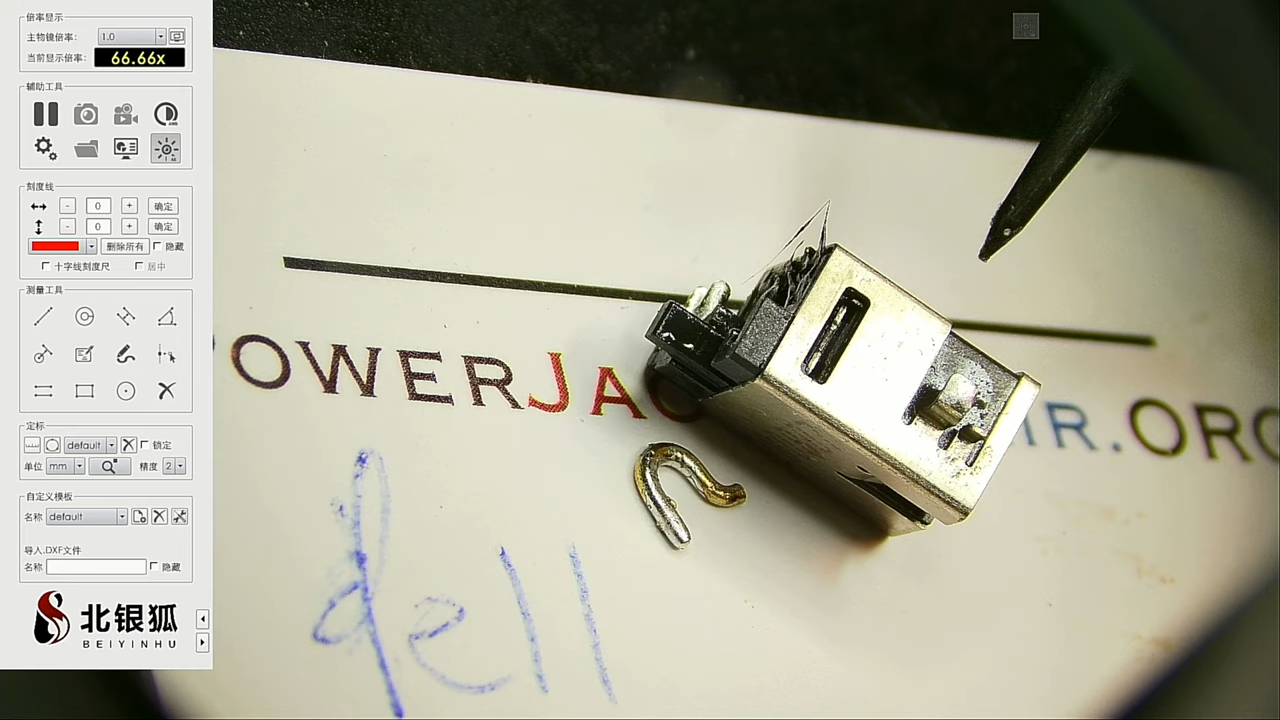 倍率显示
主物镜倍率: 1.0
当前显示倍率: 66.66x
辅助工具
刻度线
- 0 + 确定
- 0 + 确定
删除所有 隐藏
十字线刻度尺 居中
测量工具
定标
default 锁定
单位 mm 精度 2
自定义模板
名称 default
导入.DXF文件
名称 隐藏
北银狐
BEIYINHU
OWERJAC IR.ORG
dell